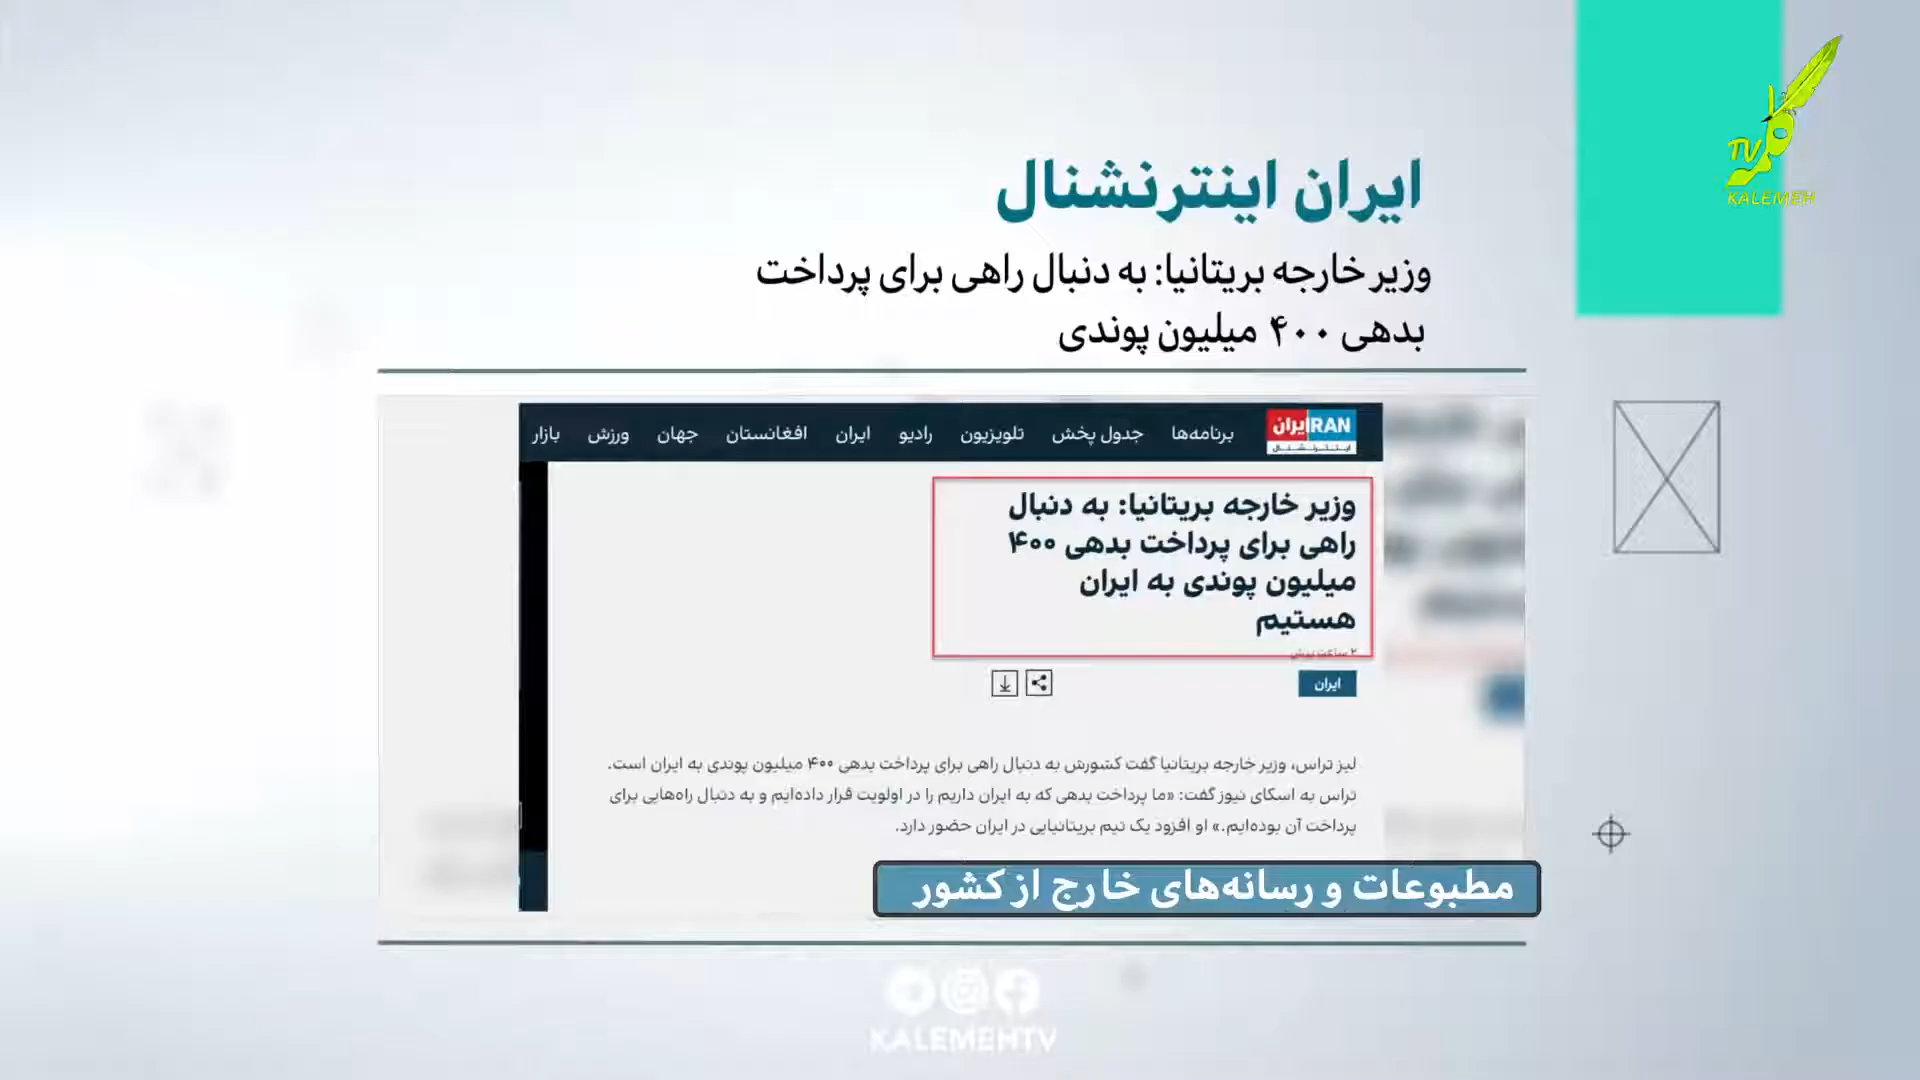 TV
KALEMEH
ایران اینترنشنال
وزیر خارجه بریتانیا: به دنبال راهی برای پرداخت
بدهی ۴۰۰ میلیون پوندی
ایران IRAN
اینترنشنال
برنامه‌ها جدول پخش تلویزیون رادیو ایران افغانستان جهان ورزش بازار
وزیر خارجه بریتانیا: به دنبال
راهی برای پرداخت بدهی ۴۰۰
میلیون پوندی به ایران
هستیم
۲ ساعت پیش
ایران
لیز تراس، وزیر خارجه بریتانیا گفت کشورش به دنبال راهی برای پرداخت بدهی ۴۰۰ میلیون پوندی به ایران است.
تراس به اسکای نیوز گفت: «ما پرداخت بدهی که به ایران داریم را در اولویت قرار داده‌ایم و به دنبال راه‌هایی برای
پرداخت آن بوده‌ایم.» او افزود یک تیم بریتانیایی در ایران حضور دارد.
مطبوعات و رسانه‌های خارج از کشور
KALEMEHTV